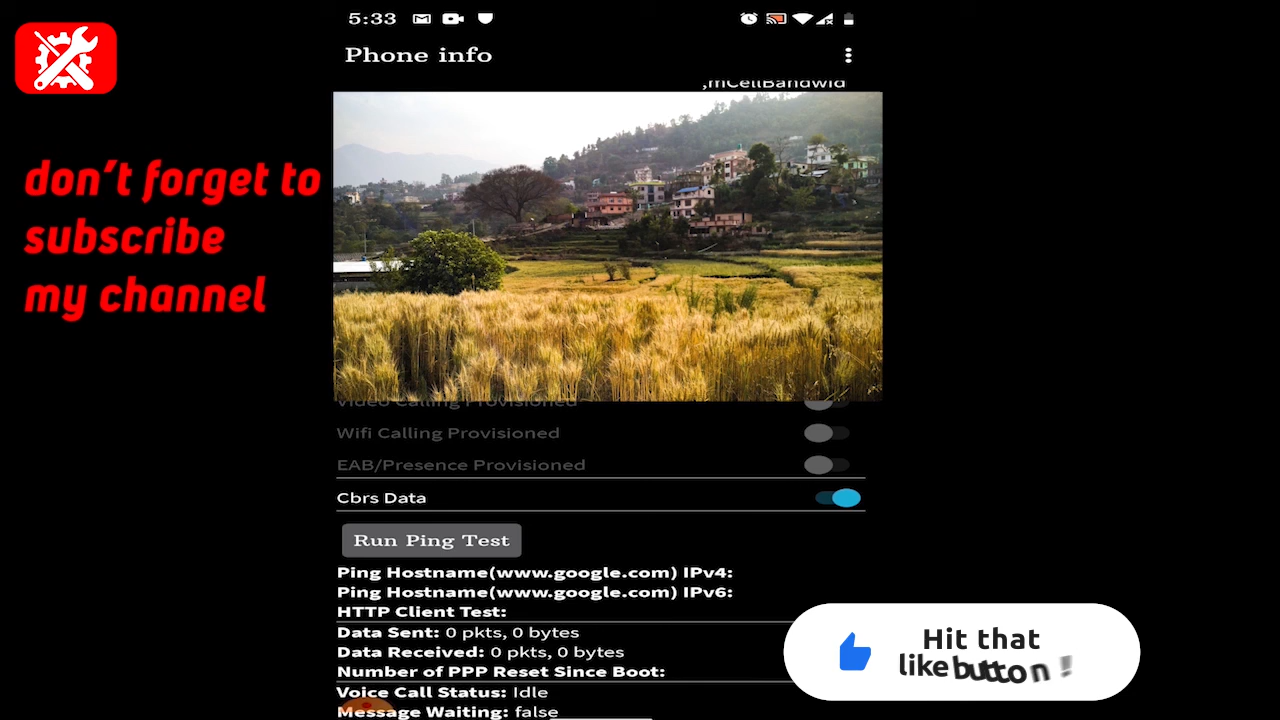 5:33
Phone info
,mCellBandwid
don't forget to
subscribe
my channel
Video Calling Provisioned
Wifi Calling Provisioned
EAB/Presence Provisioned
Cbrs Data
Run Ping Test
Ping Hostname(www.google.com) IPv4:
Ping Hostname(www.google.com) IPv6:
HTTP Client Test:
Data Sent: 0 pkts, 0 bytes
Data Received: 0 pkts, 0 bytes
Number of PPP Reset Since Boot:
Voice Call Status: Idle
Message Waiting: false
Hit that
like button !